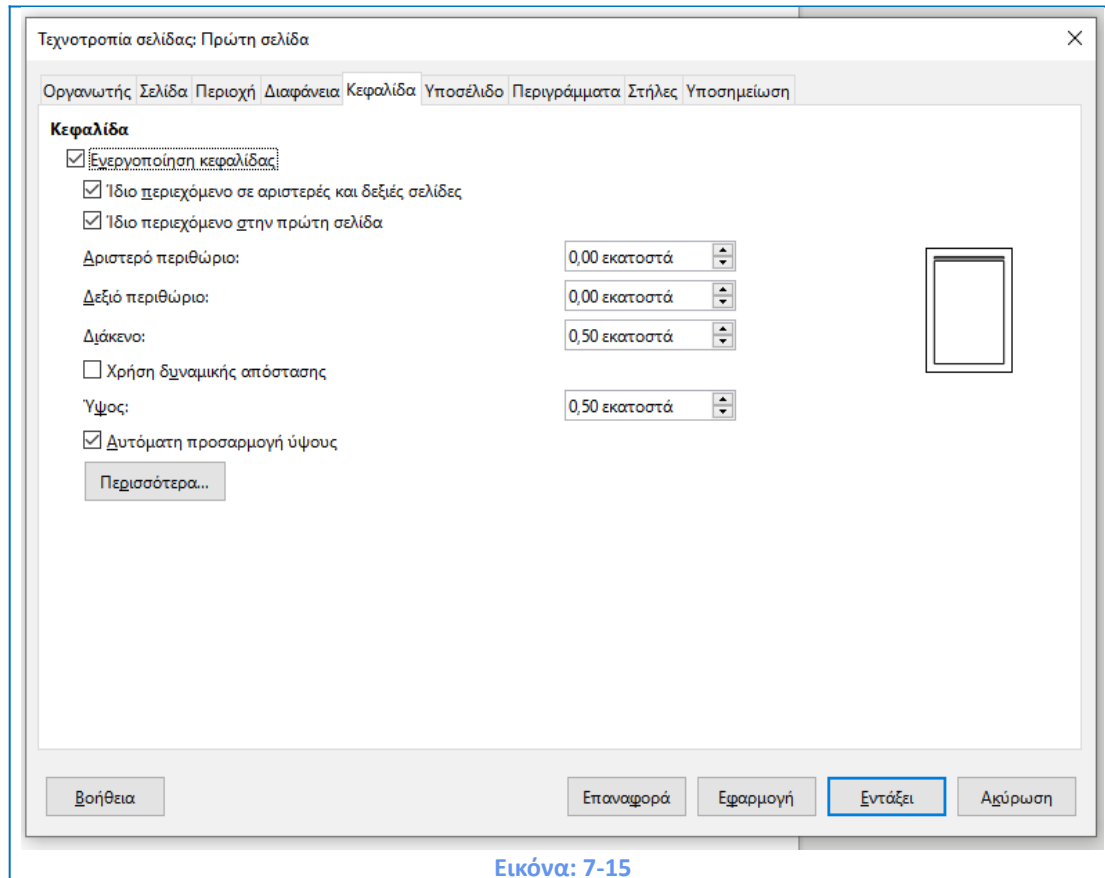 Τεχνοτροπία σελίδας: Πρώτη σελίδα
Οργανωτής Σελίδα Περιοχή Διαφάνεια Κεφαλίδα Υποσέλιδο Περιγράμματα Στήλες Υποσημείωση
Κεφαλίδα
Ενεργοποίηση κεφαλίδας
Ίδιο περιεχόμενο σε αριστερές και δεξιές σελίδες
Ίδιο περιεχόμενο στην πρώτη σελίδα
Αριστερό περιθώριο: 0,00 εκατοστά
Δεξιό περιθώριο: 0,00 εκατοστά
Διάκενο: 0,50 εκατοστά
Χρήση δυναμικής απόστασης
Ύψος: 0,50 εκατοστά
Αυτόματη προσαρμογή ύψους
Περισσότερα...
Βοήθεια Επαναφορά Εφαρμογή Εντάξει Ακύρωση
Εικόνα: 7-15